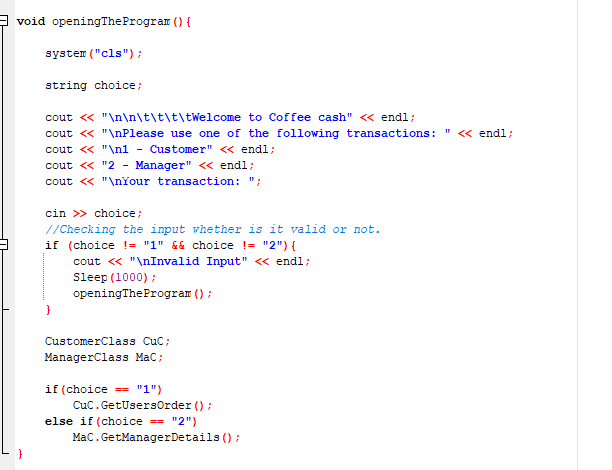 void openingTheProgram(){
system("cls");
string choice;
cout << "\n\n\t\t\t\tWelcome to Coffee cash" << endl;
cout << "\nPlease use one of the following transactions: " << endl;
cout << "\n1 - Customer" << endl;
cout << "2 - Manager" << endl;
cout << "\nYour transaction: ";
cin >> choice;
//Checking the input whether is it valid or not.
if (choice != "1" && choice != "2"){
cout << "\nInvalid Input" << endl;
Sleep(1000);
openingTheProgram();
}
CustomerClass CuC;
ManagerClass MaC;
if(choice == "1")
CuC.GetUsersOrder();
else if(choice == "2")
MaC.GetManagerDetails();
}